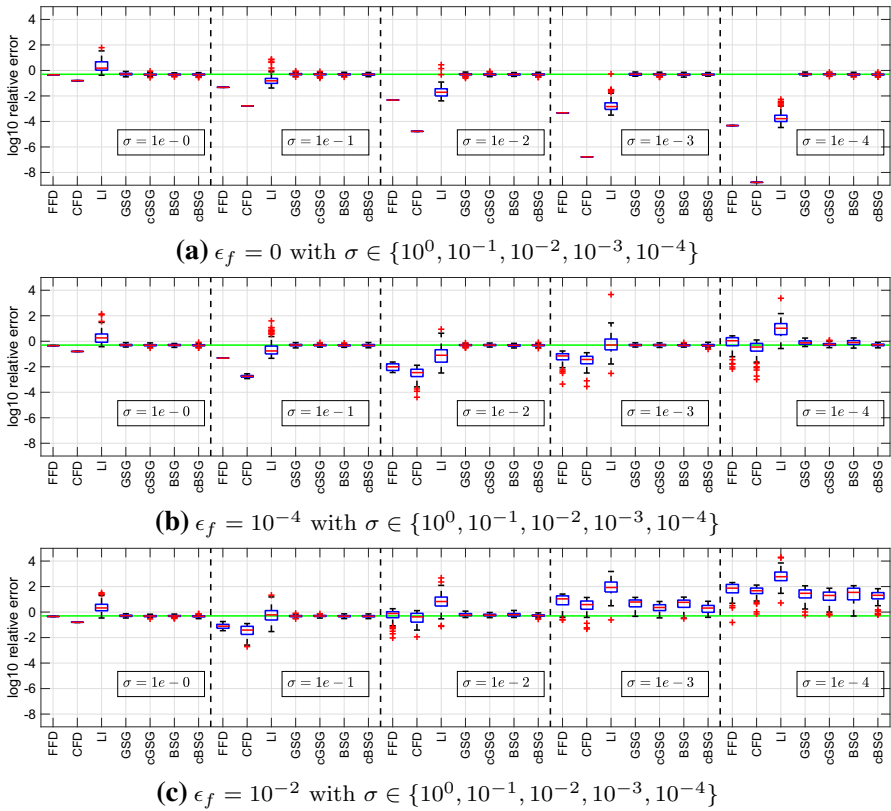 4
2
0
-2
-4
-6
-8
log10 relative error
σ = 1e − 0
σ = 1e − 1
σ = 1e − 2
σ = 1e − 3
σ = 1e − 4
FFD CFD LI GSG cGSG BSG cBSG FFD CFD LI GSG cGSG BSG cBSG FFD CFD LI GSG cGSG BSG cBSG FFD CFD LI GSG cGSG BSG cBSG FFD CFD LI GSG cGSG BSG cBSG
(a) ϵ_f = 0 with σ ∈ {10^0, 10^−1, 10^−2, 10^−3, 10^−4}
4
2
0
-2
-4
-6
-8
log10 relative error
σ = 1e − 0
σ = 1e − 1
σ = 1e − 2
σ = 1e − 3
σ = 1e − 4
FFD CFD LI GSG cGSG BSG cBSG FFD CFD LI GSG cGSG BSG cBSG FFD CFD LI GSG cGSG BSG cBSG FFD CFD LI GSG cGSG BSG cBSG FFD CFD LI GSG cGSG BSG cBSG
(b) ϵ_f = 10^−4 with σ ∈ {10^0, 10^−1, 10^−2, 10^−3, 10^−4}
4
2
0
-2
-4
-6
-8
log10 relative error
σ = 1e − 0
σ = 1e − 1
σ = 1e − 2
σ = 1e − 3
σ = 1e − 4
FFD CFD LI GSG cGSG BSG cBSG FFD CFD LI GSG cGSG BSG cBSG FFD CFD LI GSG cGSG BSG cBSG FFD CFD LI GSG cGSG BSG cBSG FFD CFD LI GSG cGSG BSG cBSG
(c) ϵ_f = 10^−2 with σ ∈ {10^0, 10^−1, 10^−2, 10^−3, 10^−4}